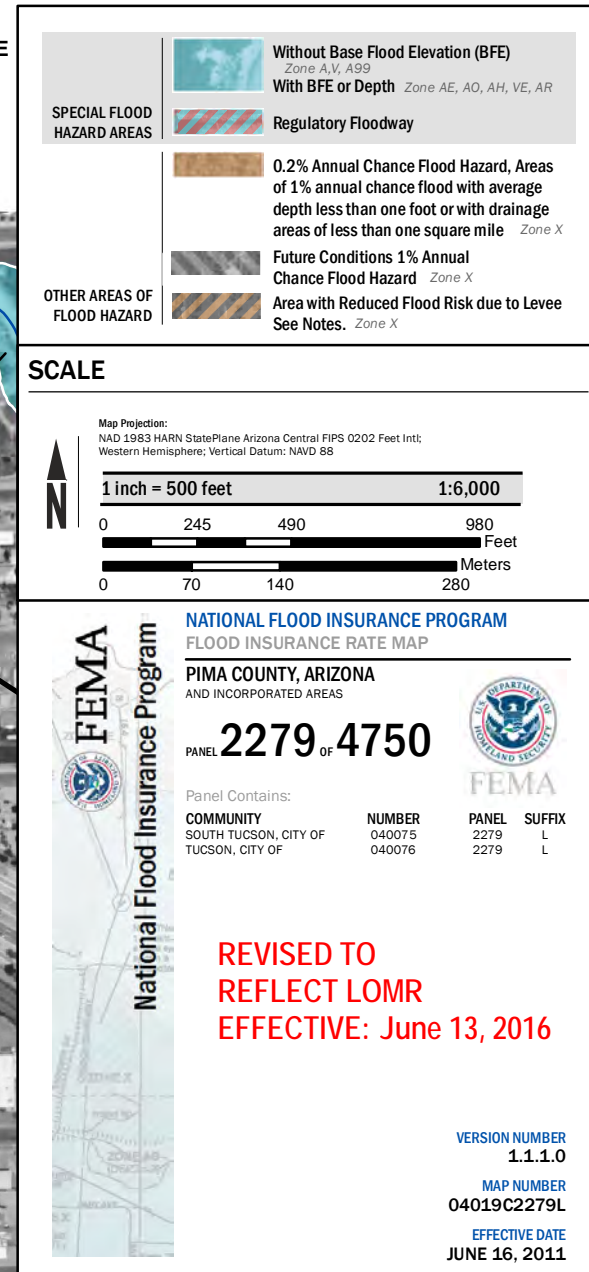 E
SPECIAL FLOOD
HAZARD AREAS
Without Base Flood Elevation (BFE)
Zone A,V, A99
With BFE or Depth Zone AE, AO, AH, VE, AR
Regulatory Floodway
OTHER AREAS OF
FLOOD HAZARD
0.2% Annual Chance Flood Hazard, Areas
of 1% annual chance flood with average
depth less than one foot or with drainage
areas of less than one square mile Zone X
Future Conditions 1% Annual
Chance Flood Hazard Zone X
Area with Reduced Flood Risk due to Levee
See Notes. Zone X
SCALE
Map Projection:
NAD 1983 HARN StatePlane Arizona Central FIPS 0202 Feet Intl;
Western Hemisphere; Vertical Datum: NAVD 88
N
1 inch = 500 feet 1:6,000
0 245 490 980
Feet
Meters
0 70 140 280
FEMA
National Flood Insurance Program
NATIONAL FLOOD INSURANCE PROGRAM
FLOOD INSURANCE RATE MAP
PIMA COUNTY, ARIZONA
AND INCORPORATED AREAS
PANEL 2279 OF 4750
U.S. DEPARTMENT OF
HOMELAND SECURITY
FEMA
Panel Contains:
COMMUNITY NUMBER PANEL SUFFIX
SOUTH TUCSON, CITY OF 040075 2279 L
TUCSON, CITY OF 040076 2279 L
REVISED TO
REFLECT LOMR
EFFECTIVE: June 13, 2016
ZONE X
ZONE AO
VERSION NUMBER
1.1.1.0
MAP NUMBER
04019C2279L
EFFECTIVE DATE
JUNE 16, 2011